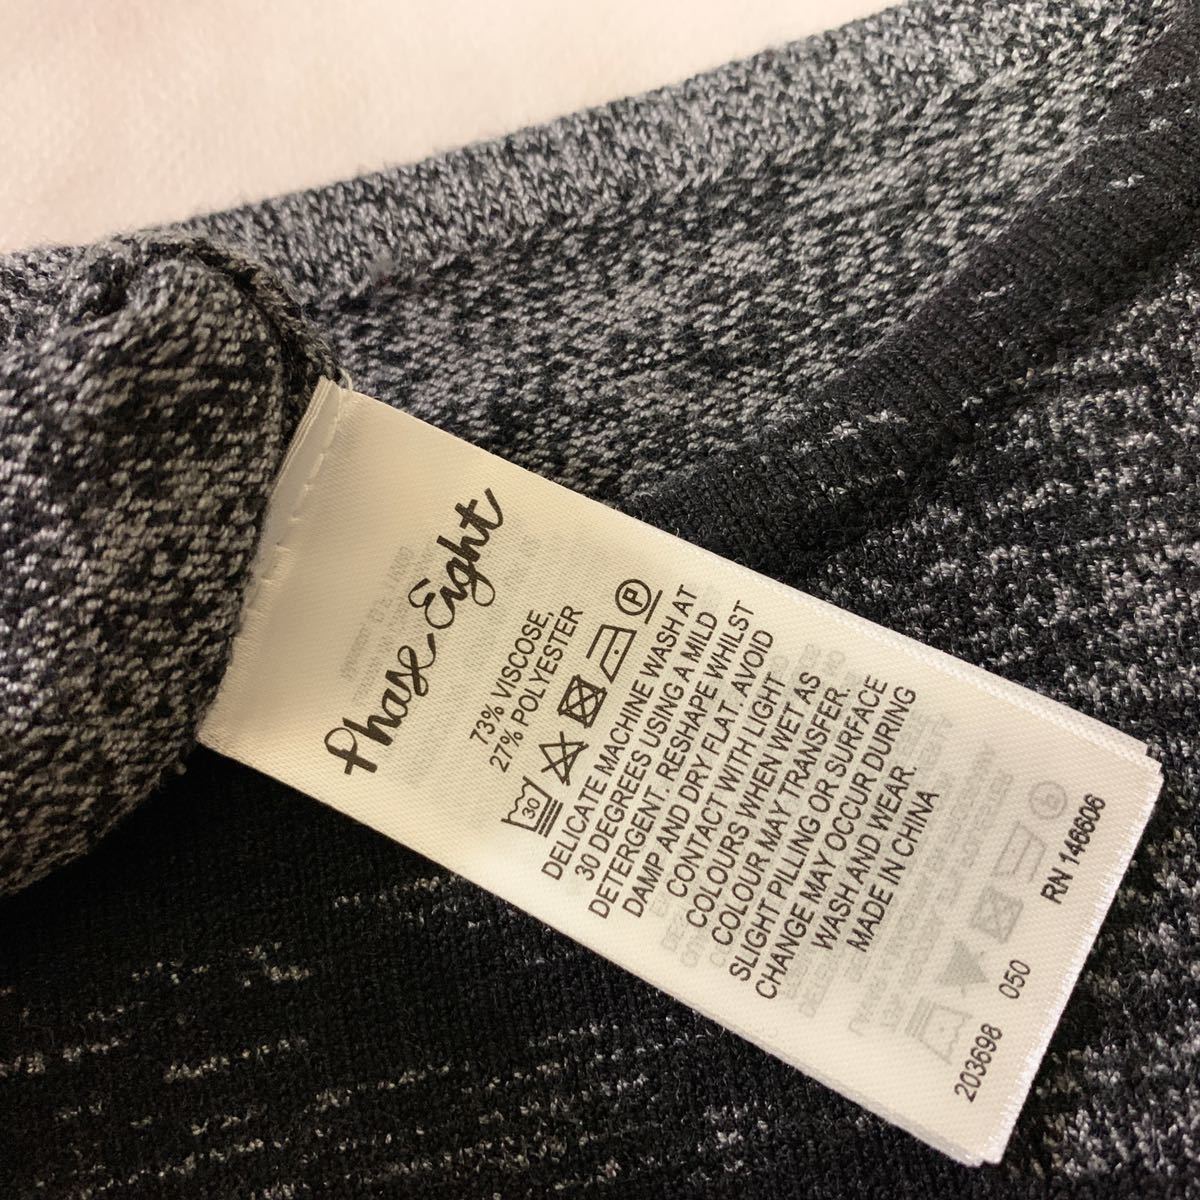 Phase Eight
73% VISCOSE,
27% POLYESTER
30 P
DELICATE MACHINE WASH AT
30 DEGREES USING A MILD
DETERGENT. RESHAPE WHILST
DAMP AND DRY FLAT. AVOID
CONTACT WITH LIGHT
COLOURS WHEN WET AS
COLOUR MAY TRANSFER.
SLIGHT PILLING OR SURFACE
CHANGE MAY OCCUR DURING
WASH AND WEAR.
MADE IN CHINA
203698 050 RN 146606